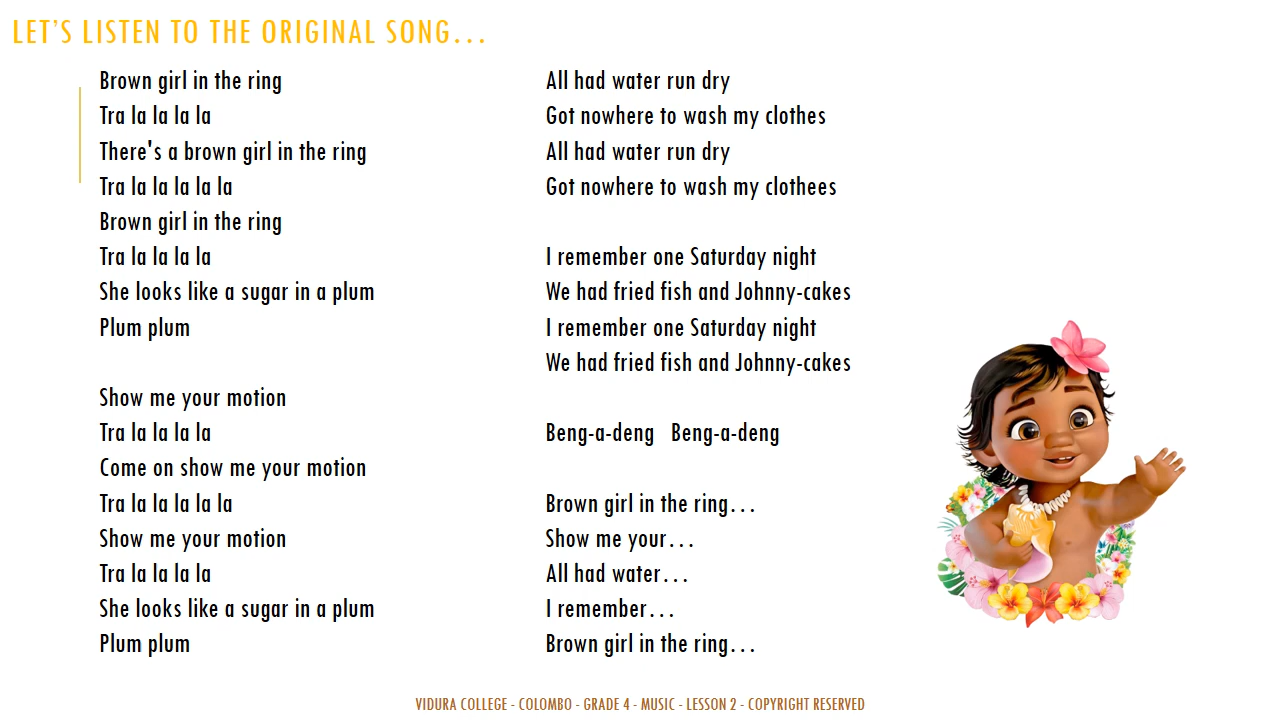 LET'S LISTEN TO THE ORIGINAL SONG...
Brown girl in the ring
Tra la la la la
There's a brown girl in the ring
Tra la la la la la
Brown girl in the ring
Tra la la la la
She looks like a sugar in a plum
Plum plum
Show me your motion
Tra la la la la
Come on show me your motion
Tra la la la la la
Show me your motion
Tra la la la la
She looks like a sugar in a plum
Plum plum
All had water run dry
Got nowhere to wash my clothes
All had water run dry
Got nowhere to wash my clothees
I remember one Saturday night
We had fried fish and Johnny-cakes
I remember one Saturday night
We had fried fish and Johnny-cakes
Beng-a-deng   Beng-a-deng
Brown girl in the ring...
Show me your...
All had water...
I remember...
Brown girl in the ring...
VIDURA COLLEGE - COLOMBO - GRADE 4 - MUSIC - LESSON 2 - COPYRIGHT RESERVED